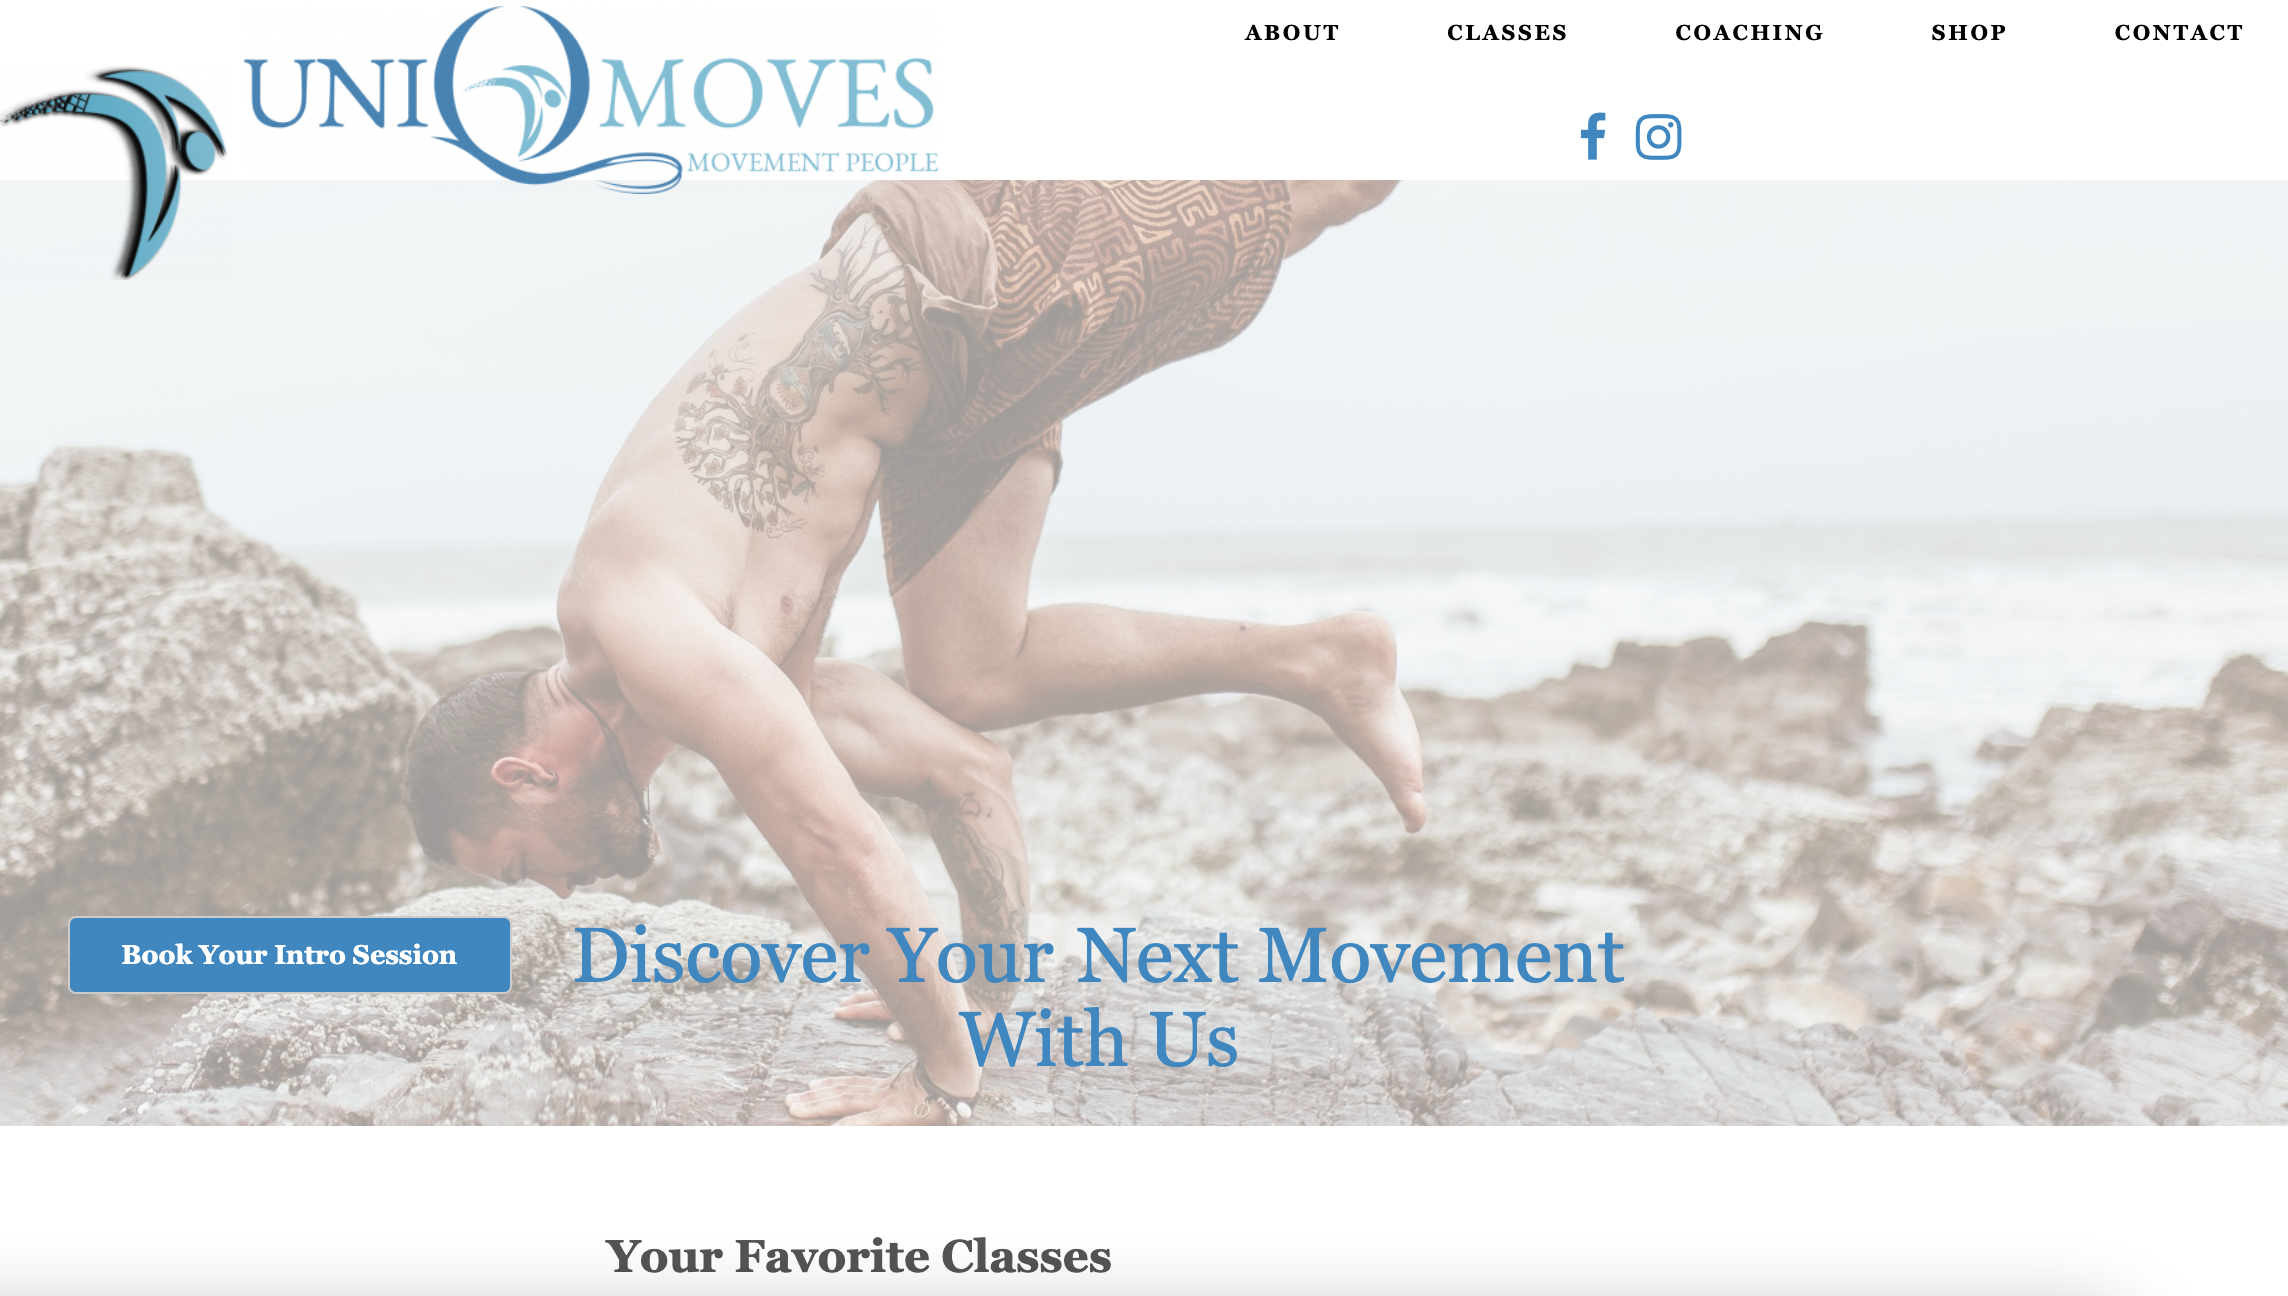 UNIQMOVES
MOVEMENT PEOPLE
ABOUT CLASSES COACHING SHOP CONTACT
Book Your Intro Session
Discover Your Next Movement
With Us
Your Favorite Classes